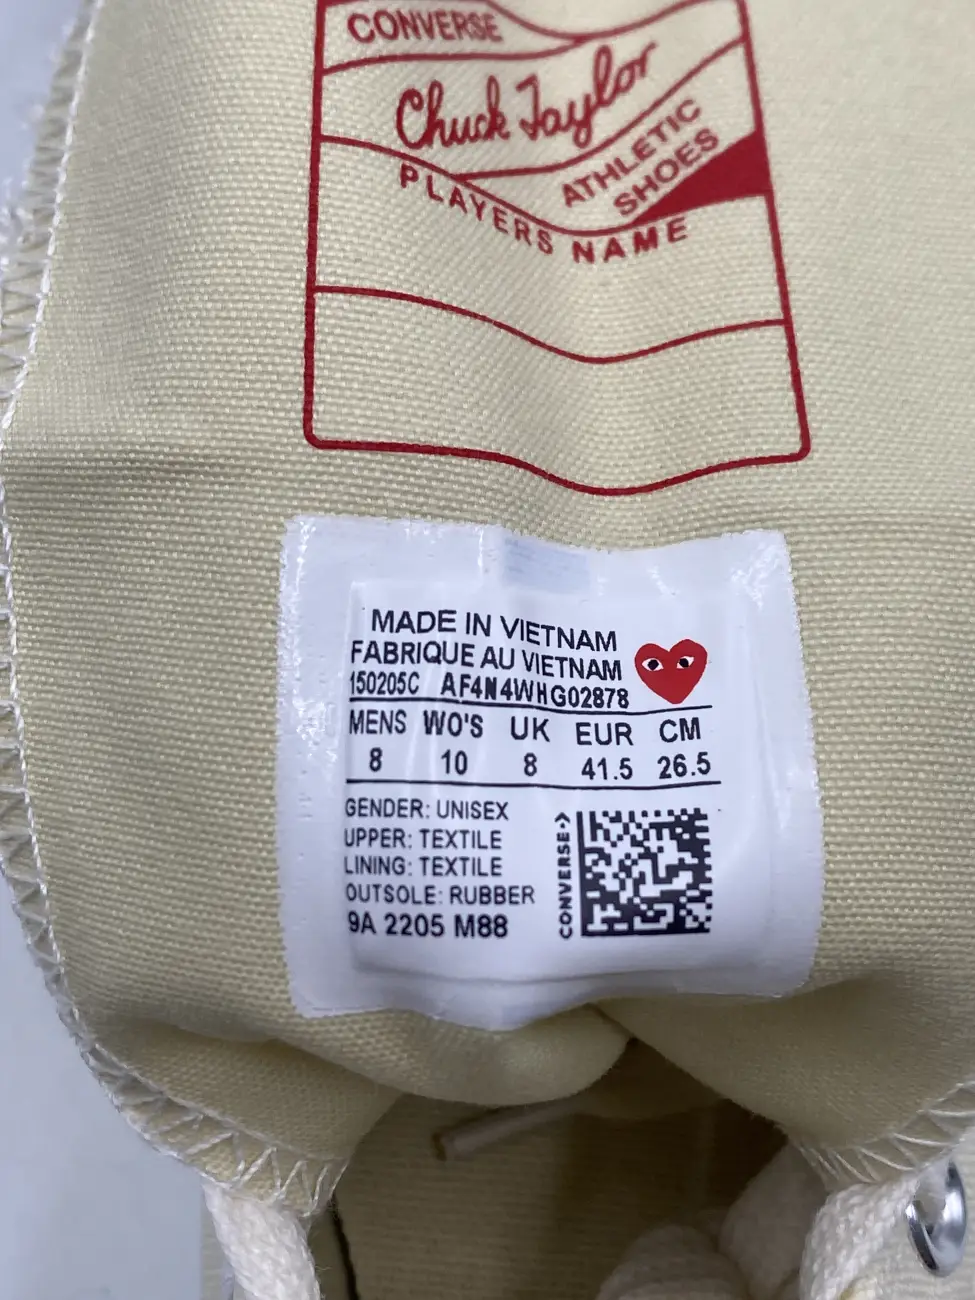 CONVERSE
Chuck Taylor
ATHLETIC
SHOES
PLAYERS NAME
MADE IN VIETNAM
FABRIQUE AU VIETNAM
150205C AF4N4WHG02878
MENS WO'S UK EUR CM
8 10 8 41.5 26.5
GENDER: UNISEX
UPPER: TEXTILE
LINING: TEXTILE
OUTSOLE: RUBBER
9A 2205 M88
CONVERSE